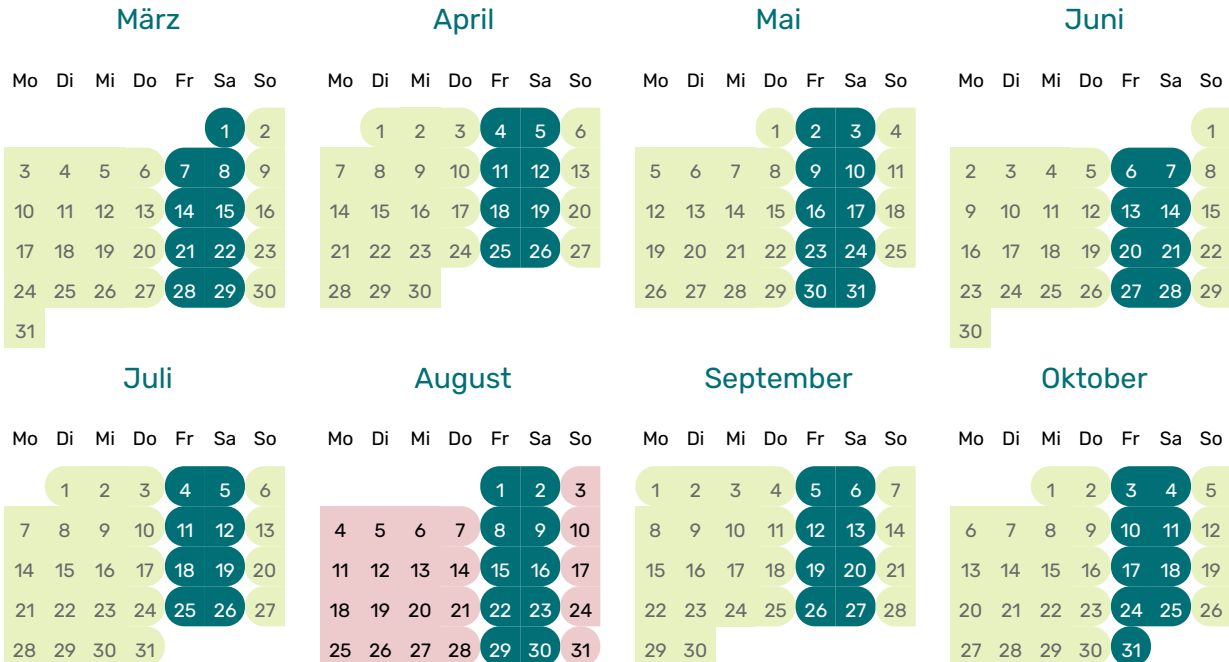 März April Mai Juni
Mo Di Mi Do Fr Sa So Mo Di Mi Do Fr Sa So Mo Di Mi Do Fr Sa So Mo Di Mi Do Fr Sa So
1 2 1 2 3 4 5 6 1 2 3 4 1
3 4 5 6 7 8 9 7 8 9 10 11 12 13 5 6 7 8 9 10 11 2 3 4 5 6 7 8
10 11 12 13 14 15 16 14 15 16 17 18 19 20 12 13 14 15 16 17 18 9 10 11 12 13 14 15
17 18 19 20 21 22 23 21 22 23 24 25 26 27 19 20 21 22 23 24 25 16 17 18 19 20 21 22
24 25 26 27 28 29 30 28 29 30 26 27 28 29 30 31 23 24 25 26 27 28 29
31 30
Juli August September Oktober
Mo Di Mi Do Fr Sa So Mo Di Mi Do Fr Sa So Mo Di Mi Do Fr Sa So Mo Di Mi Do Fr Sa So
1 2 3 4 5 6 1 2 3 1 2 3 4 5 6 7 1 2 3 4 5
7 8 9 10 11 12 13 4 5 6 7 8 9 10 8 9 10 11 12 13 14 6 7 8 9 10 11 12
14 15 16 17 18 19 20 11 12 13 14 15 16 17 15 16 17 18 19 20 21 13 14 15 16 17 18 19
21 22 23 24 25 26 27 18 19 20 21 22 23 24 22 23 24 25 26 27 28 20 21 22 23 24 25 26
28 29 30 31 25 26 27 28 29 30 31 29 30 27 28 29 30 31